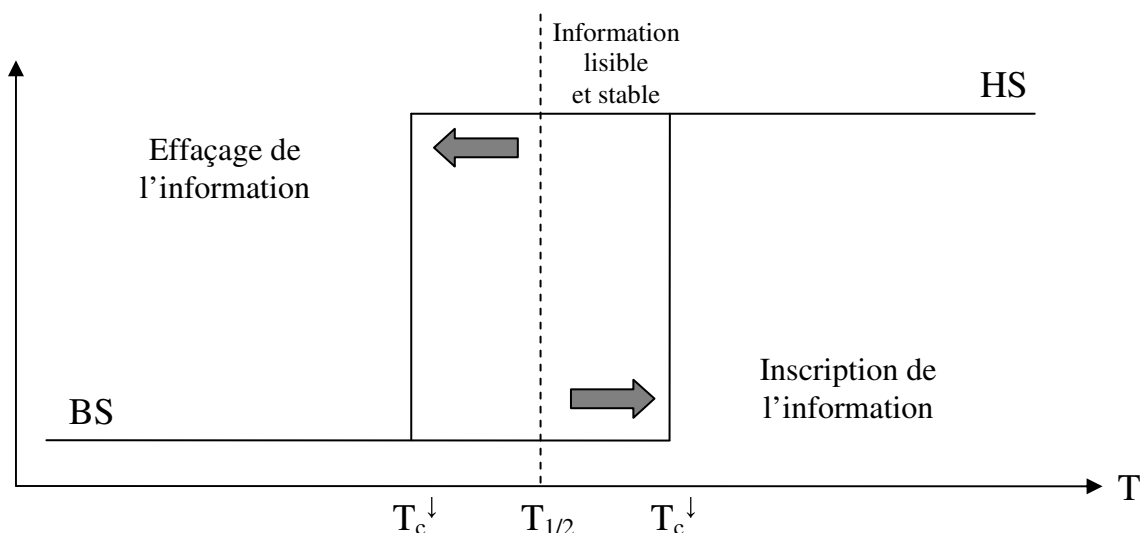 Information
lisible
et stable
HS
Effaçage de
l’information
Inscription de
l’information
BS
T
Tc↓
T1/2
Tc↓